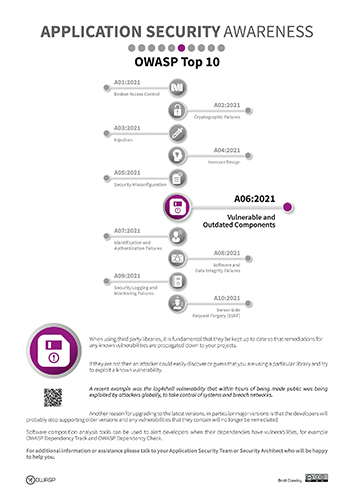 APPLICATION SECURITY AWARENESS
OWASP Top 10
A01:2021
Broken Access Control
A02:2021
Cryptographic Failures
A03:2021
Injection
A04:2021
Insecure Design
A05:2021
Security Misconfiguration
A06:2021
Vulnerable and
Outdated Components
A07:2021
Identification and
Authentication Failures
A08:2021
Software and
Data Integrity Failures
A09:2021
Security Logging and
Monitoring Failures
A10:2021
Server-Side
Request Forgery (SSRF)
When using third party libraries, it is fundamental that they be kept up to date so that remediations for
any known vulnerabilities are propagated down to your projects.
If they are not then an attacker could easily discover or guess that you are using a particular library and try
to exploit a known vulnerability.
A recent example was the log4shell vulnerability that within hours of being made public was being
exploited by attackers globally, to take control of systems and breach networks.
Another reason for upgrading to the latest versions, in particular major versions is that the developers will
probably stop supporting older versions and any vulnerabilities that they contain will no longer be remediated.
Software composition analysis tools can be used to alert developers when their dependencies have vulnerabilities, for example
OWASP Dependency Track and OWASP Dependency Check.
For additional information or assistance please talk to your Application Security Team or Security Architect who will be happy
to help you.
OWASP
Brett Crawley